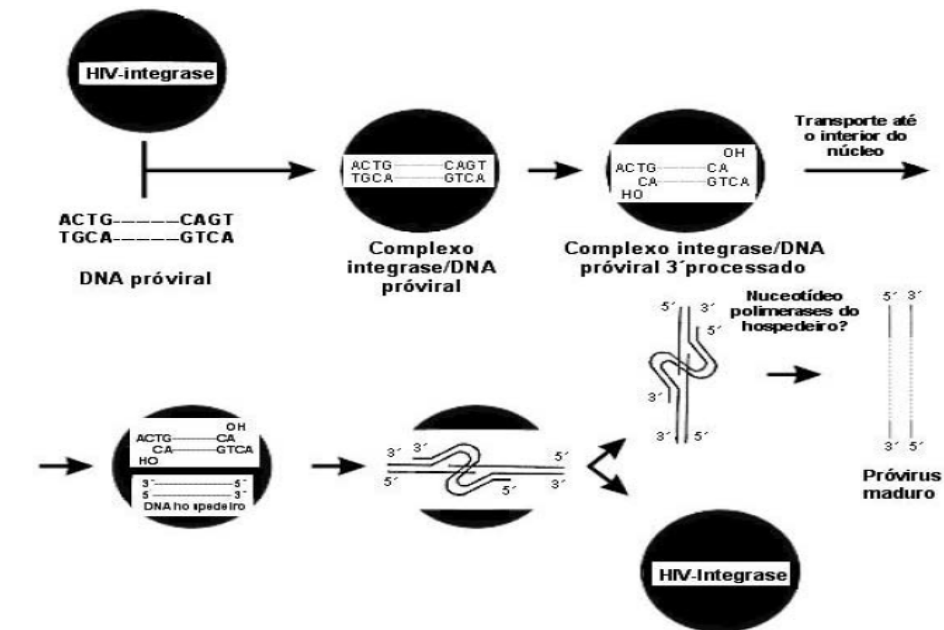 HIV-integrase
ACTG-----------CAGT
TGCA-----------GTCA
DNA próviral
ACTG-----------CAGT
TGCA-----------GTCA
Complexo
integrase/DNA
próviral
OH
ACTG-----------CA
CA-----------GTCA
HO
Complexo integrase/DNA
próviral 3´processado
Transporte até
o interior do
núcleo
OH
ACTG-----------CA
CA-----------GTCA
HO
3´ 5´
5´ 3´
DNA hospedeiro
3´ 3´ 5´
5´ 5´ 3´
5´ 3´
5´
3´
3´ 5´
Nuceotídeo
polimerases do
hospedeiro?
5´ 3´
3´ 5´
Próvirus
maduro
HIV-Integrase